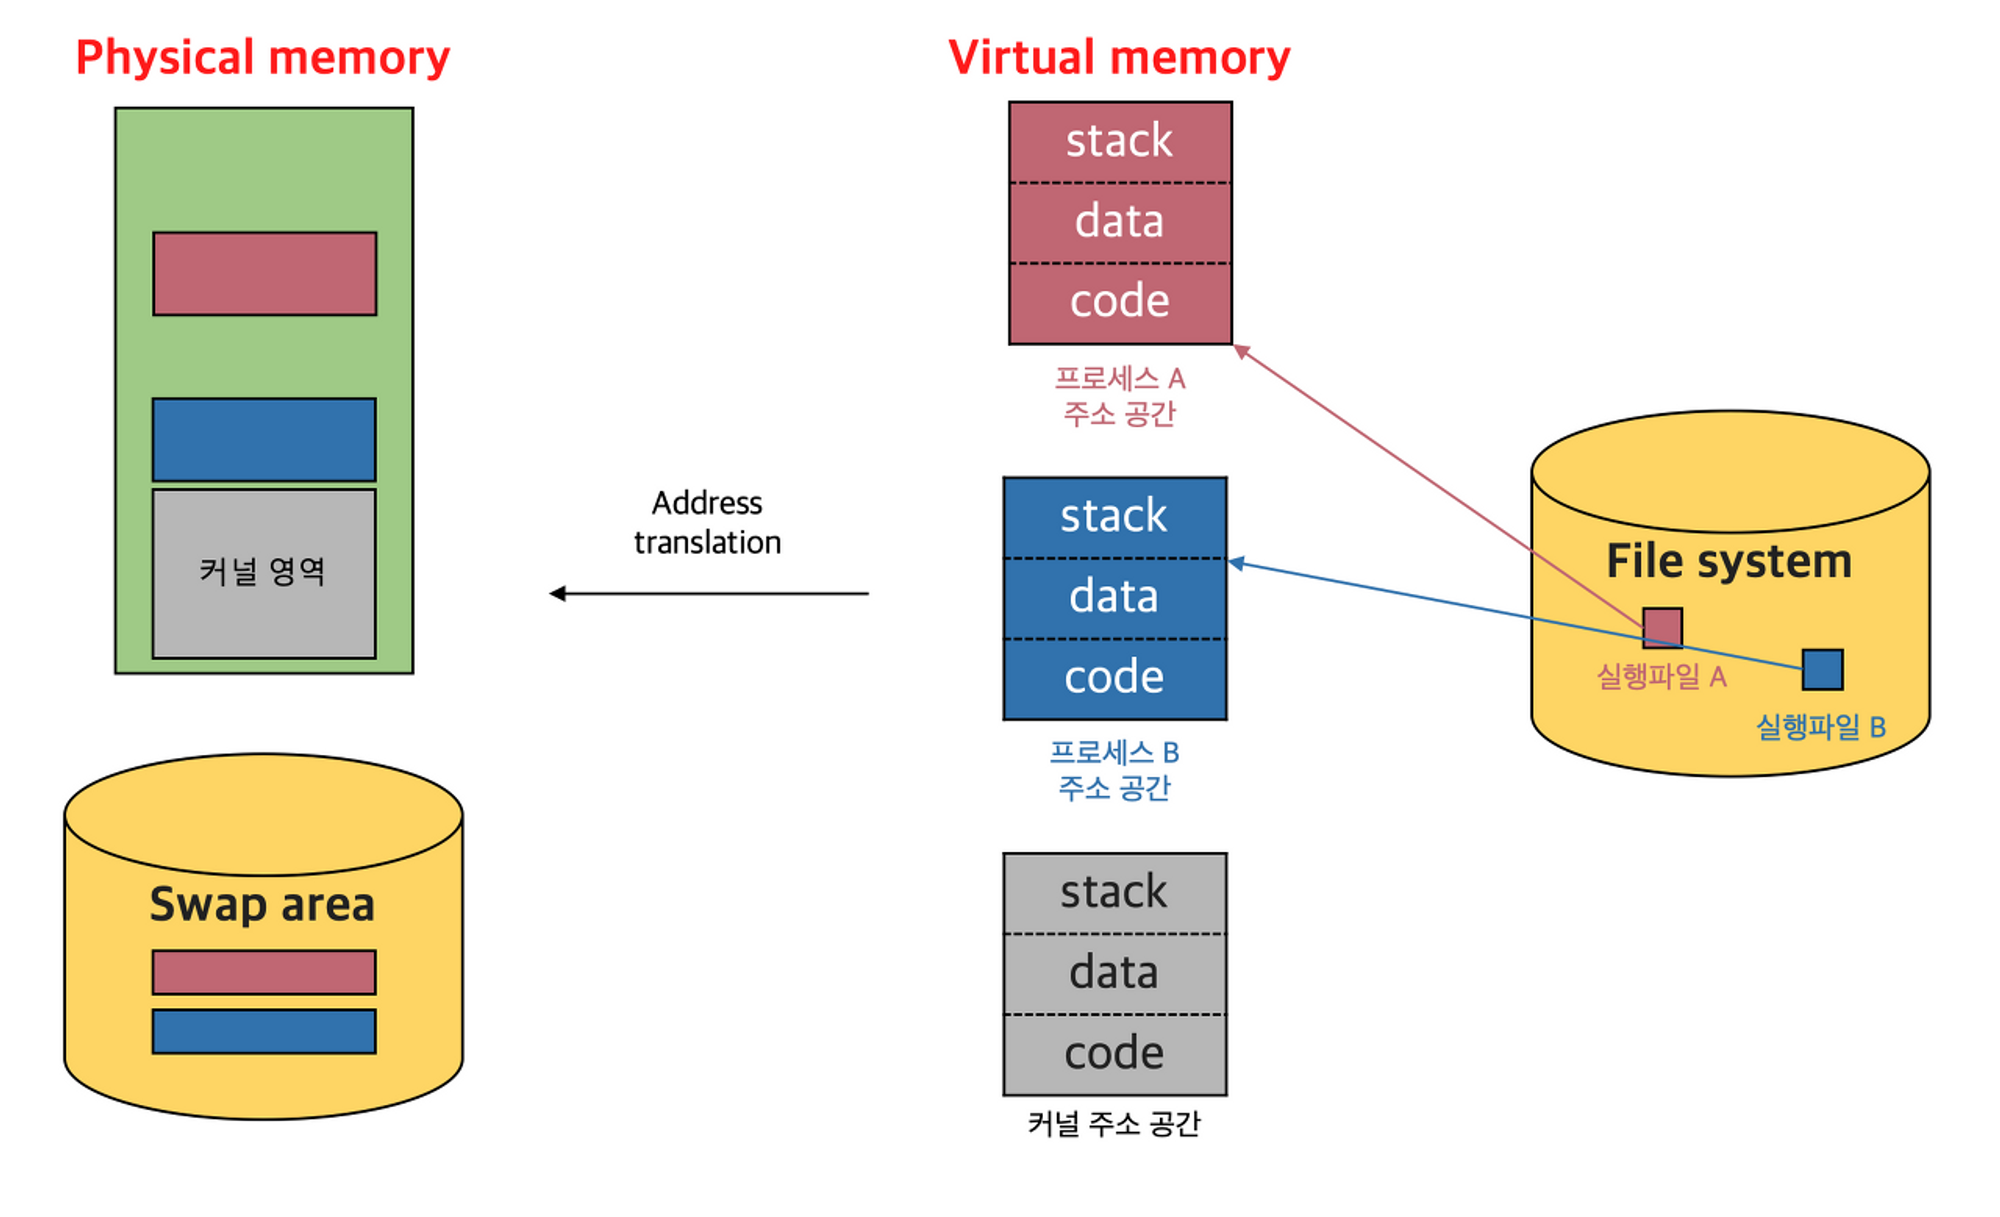 Physical memory
커널 영역
Swap area
Address
translation
Virtual memory
stack
data
code
프로세스 A
주소 공간
stack
data
code
프로세스 B
주소 공간
stack
data
code
커널 주소 공간
File system
실행파일 A
실행파일 B